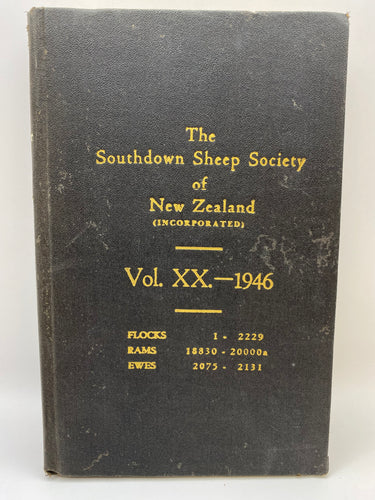 The
Southdown Sheep Society
of
New Zealand
(INCORPORATED)
Vol. XX.—1946
FLOCKS 1 - 2229
RAMS 18830 - 20000a
EWES 2075 - 2131